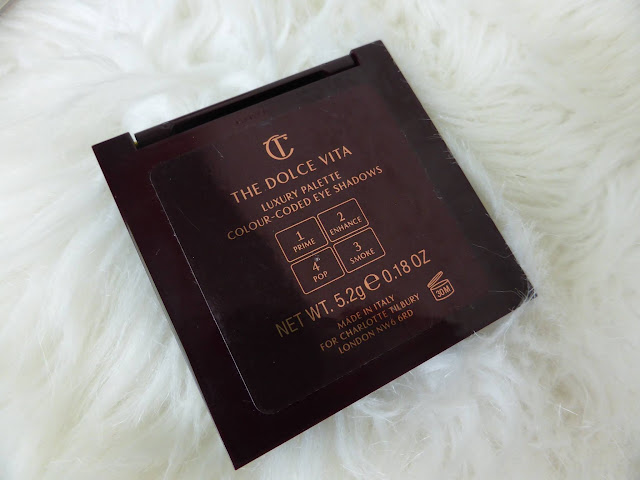 CT
THE DOLCE VITA
LUXURY PALETTE
COLOUR-CODED EYE SHADOWS
1
PRIME
2
ENHANCE
4*
POP
3
SMOKE
NET WT. 5.2g e 0.18 OZ
MADE IN ITALY
FOR CHARLOTTE TILBURY
LONDON NW6 6RD
30M